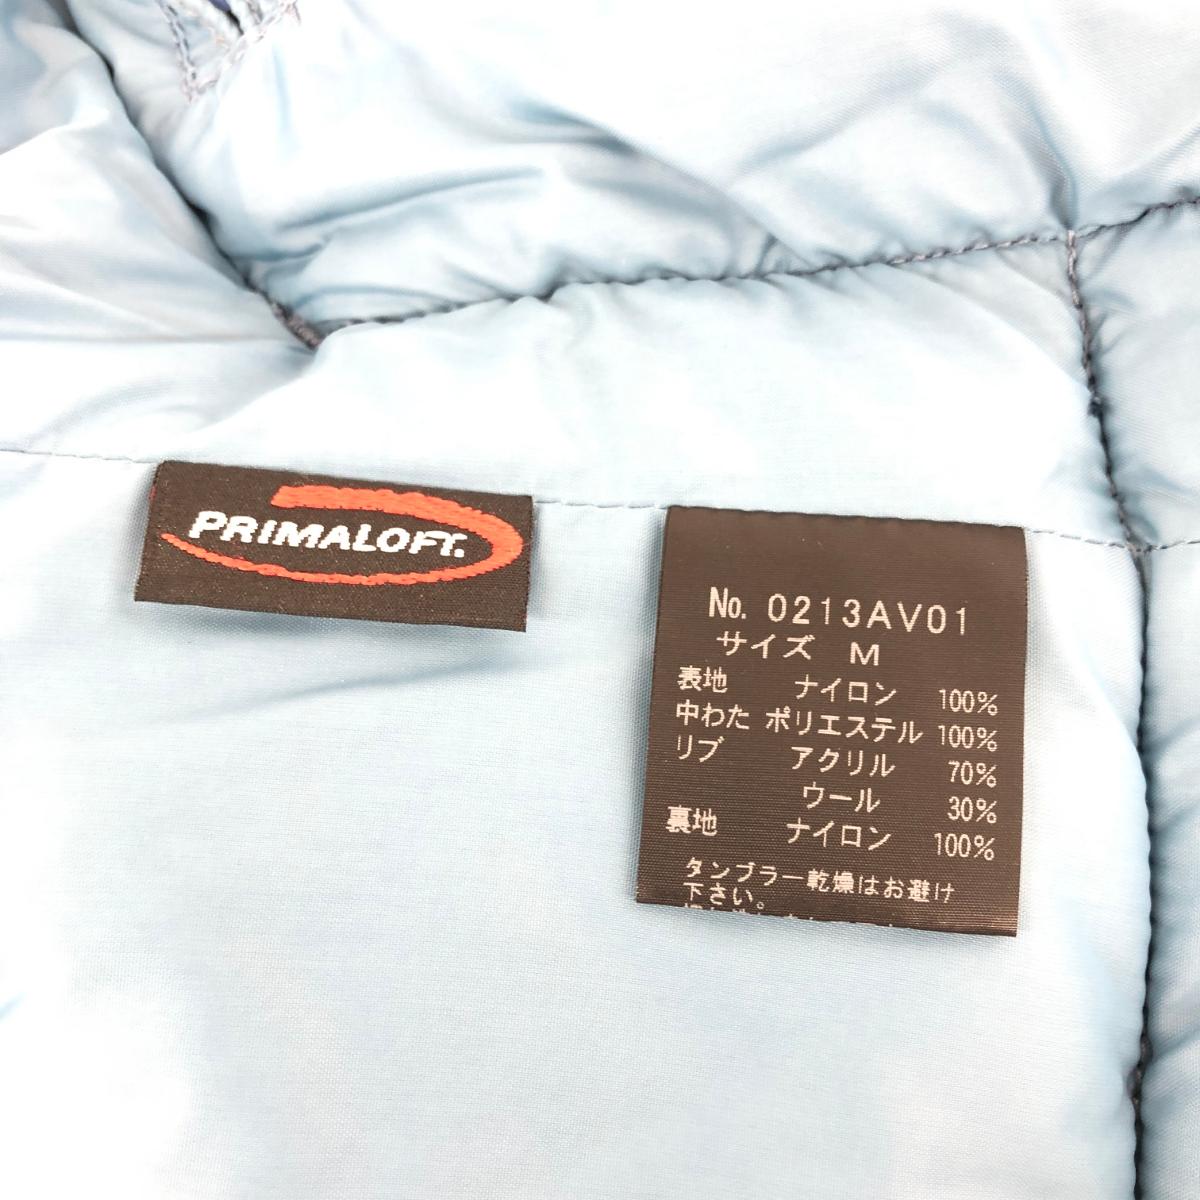 PRIMALOFT.
No. 0213AV01
サイズ M
表地 ナイロン 100%
中わた ポリエステル 100%
リブ アクリル 70%
ウール 30%
裏地 ナイロン 100%
タンブラー乾燥はお避け
下さい。